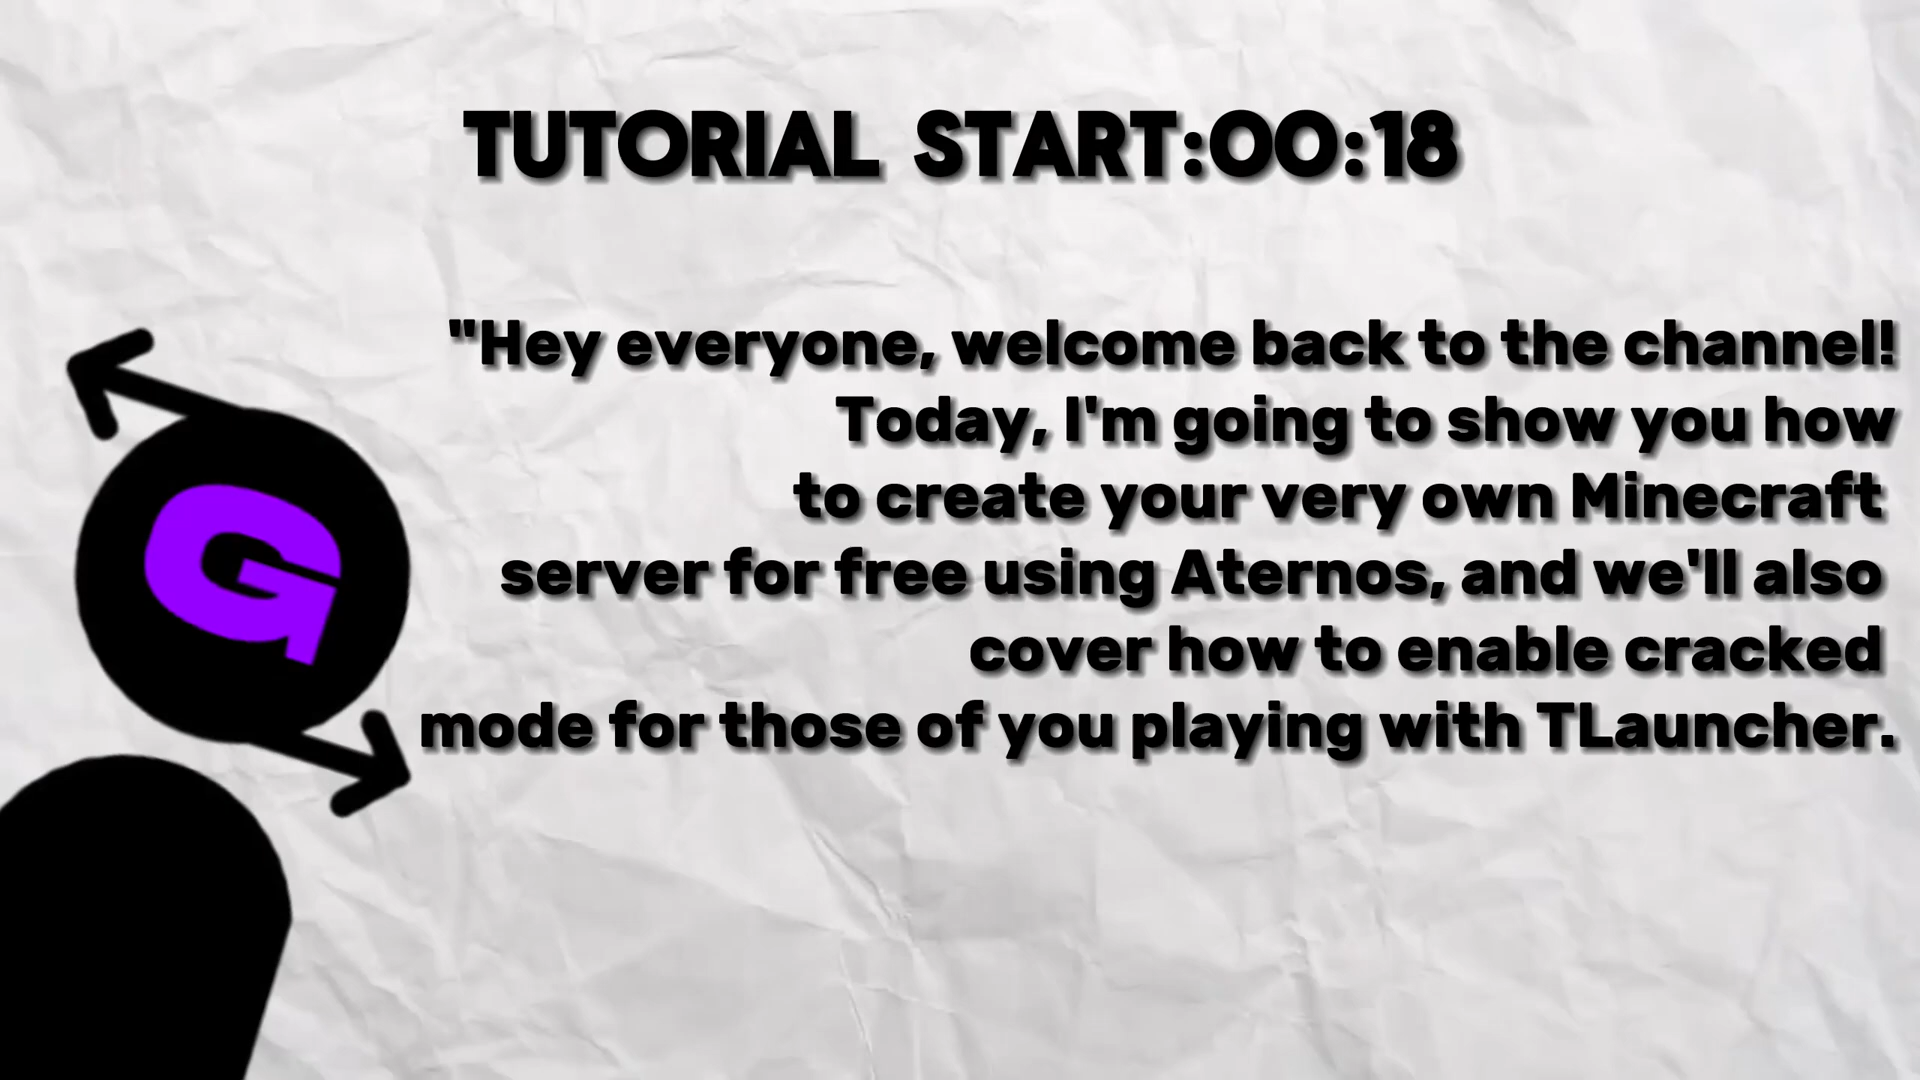 TUTORIAL START:00:18
"Hey everyone, welcome back to the channel!
Today, I'm going to show you how
to create your very own Minecraft
server for free using Aternos, and we'll also
cover how to enable cracked
mode for those of you playing with TLauncher.
G